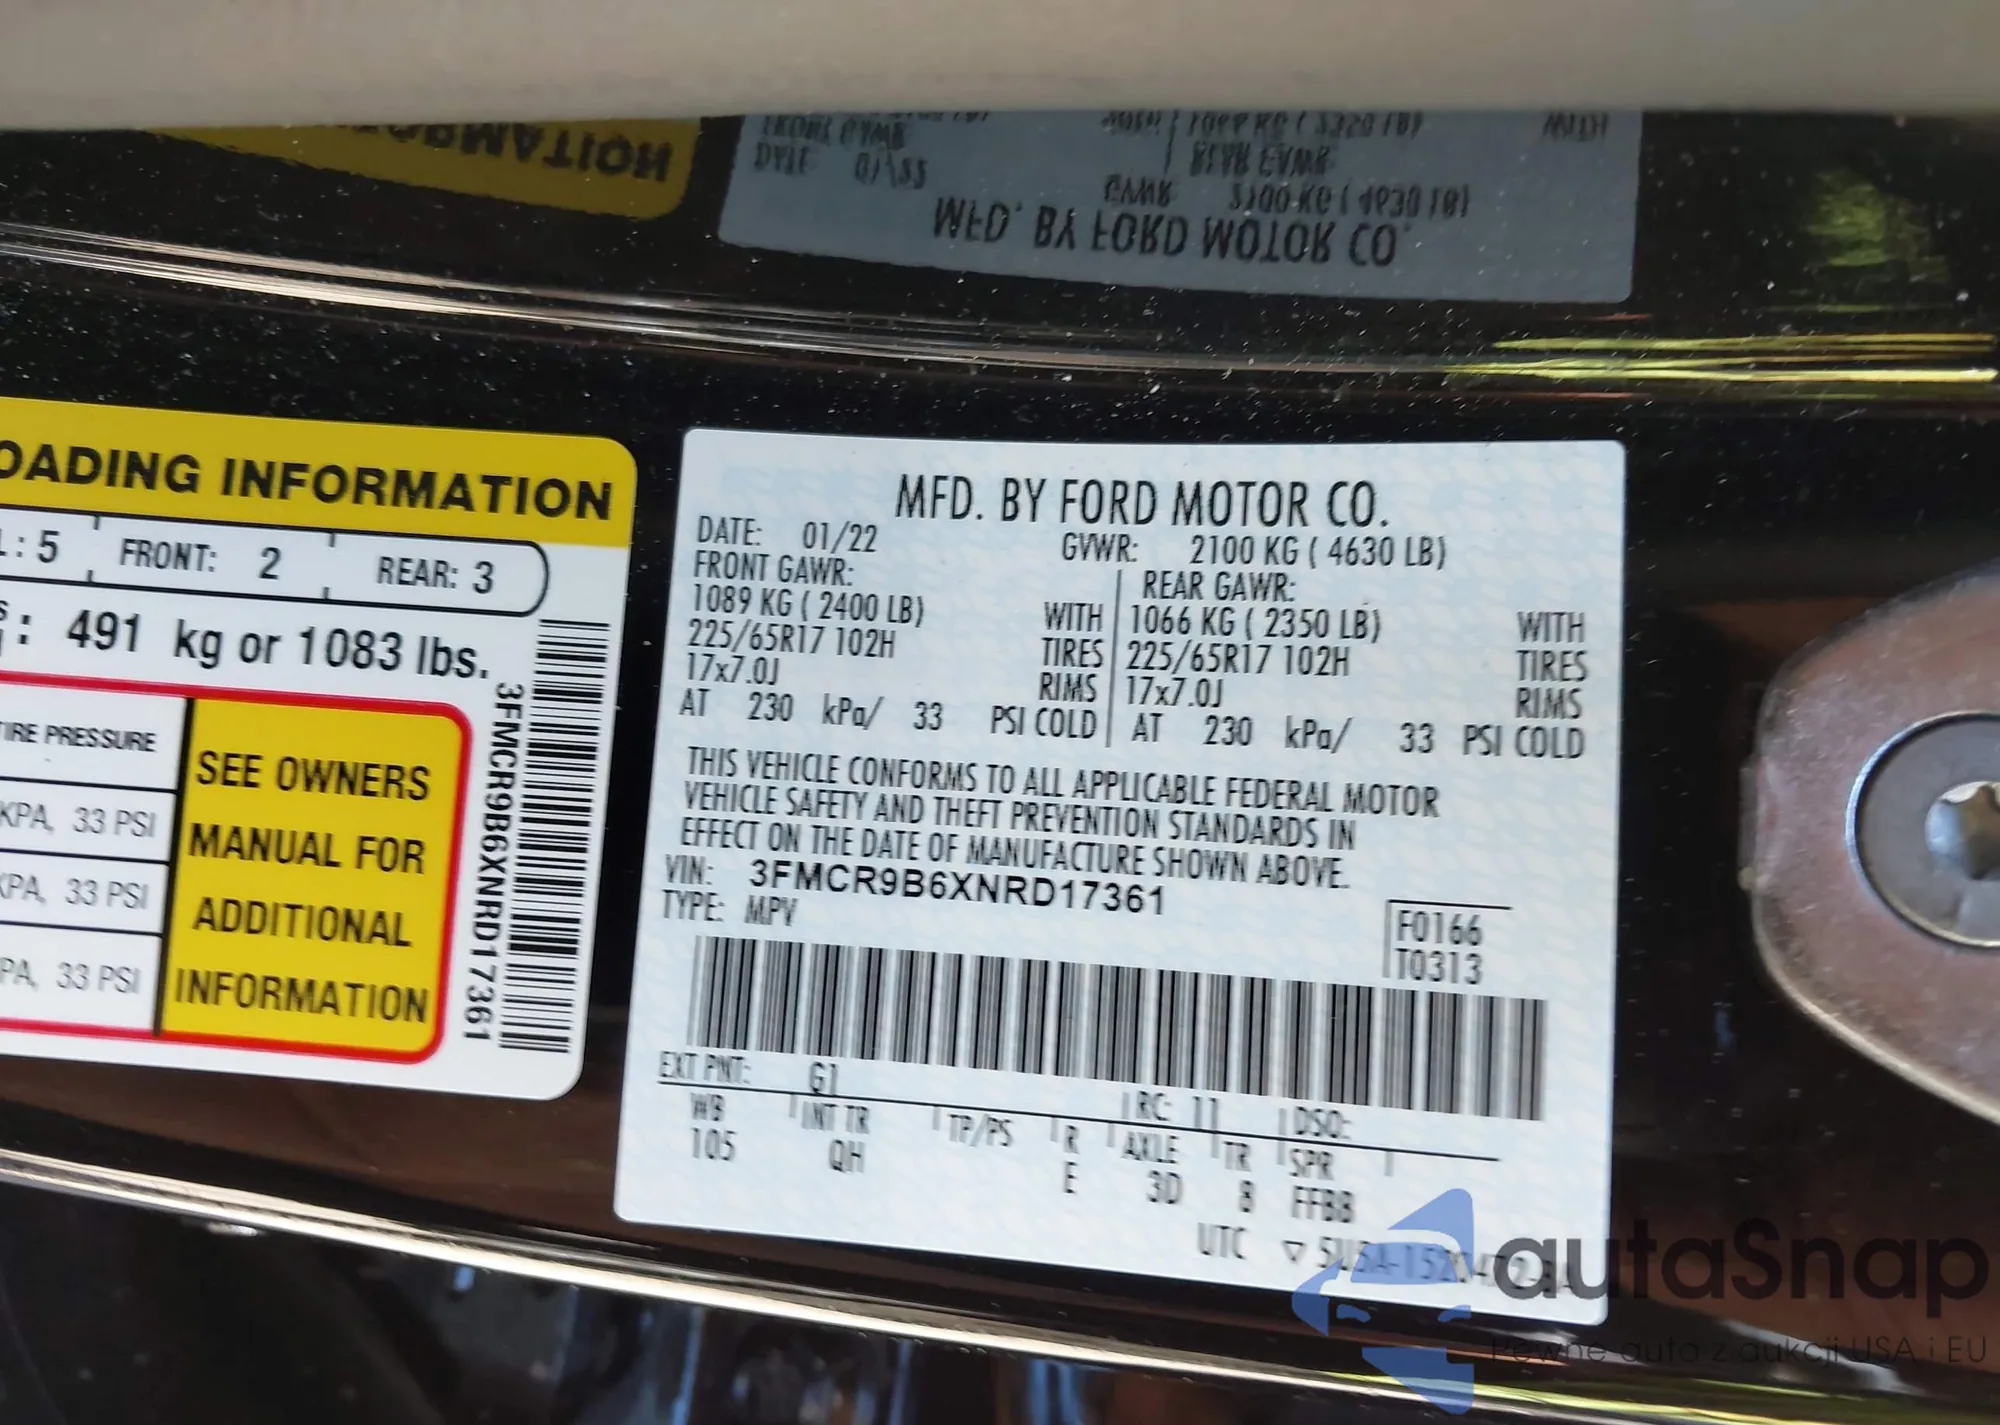 OADING INFORMATION
L: 5 FRONT: 2 REAR: 3
: 491 kg or 1083 lbs.
TIRE PRESSURE
KPA, 33 PSI
KPA, 33 PSI
PA, 33 PSI
SEE OWNERS
MANUAL FOR
ADDITIONAL
INFORMATION
3FMCR9B6XNRD17361
MFD. BY FORD MOTOR CO.
DATE: 01/22 GVWR: 2100 KG ( 4630 LB)
FRONT GAWR: REAR GAWR:
1089 KG ( 2400 LB) WITH 1066 KG ( 2350 LB) WITH
225/65R17 102H TIRES 225/65R17 102H TIRES
17x7.0J RIMS 17x7.0J RIMS
AT 230 kPa/ 33 PSI COLD AT 230 kPa/ 33 PSI COLD
THIS VEHICLE CONFORMS TO ALL APPLICABLE FEDERAL MOTOR
VEHICLE SAFETY AND THEFT PREVENTION STANDARDS IN
EFFECT ON THE DATE OF MANUFACTURE SHOWN ABOVE.
VIN: 3FMCR9B6XNRD17361
TYPE: MPV
F0166
T0313
EXT PNT: G1 RC: 11 DSO:
WB INT TR TP/PS R AXLE TR SPR
105 QH E 3D 8 FFBB
UTC
autaSnap
Pewne auto z aukcji USA i EU